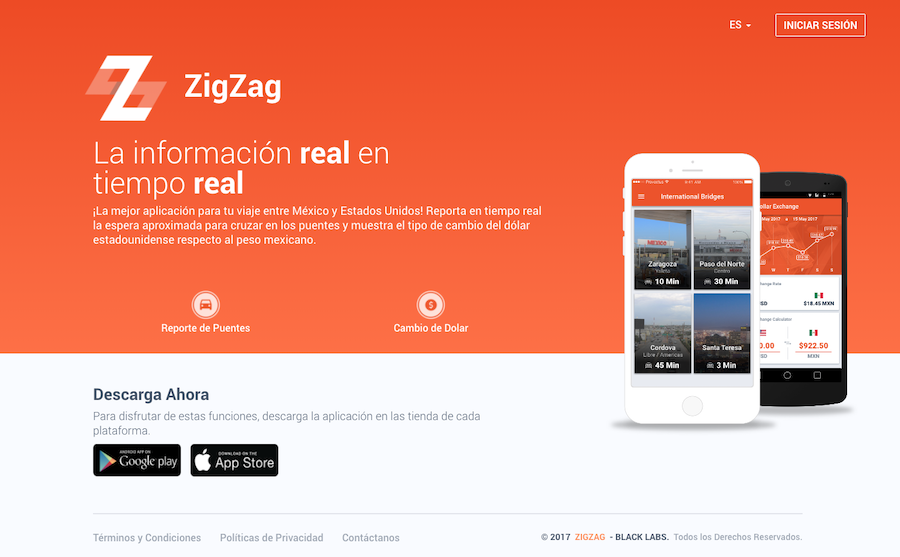 ES
INICIAR SESIÓN
ZigZag
La información real en
tiempo real
¡La mejor aplicación para tu viaje entre México y Estados Unidos! Reporta en tiempo real
la espera aproximada para cruzar en los puentes y muestra el tipo de cambio del dólar
estadounidense respecto al peso mexicano.
Reporte de Puentes
Cambio de Dolar
9:41 AM
100%
International Bridges
MEXICO
Zaragoza
Ysleta
10 Min
Paso del Norte
Centro
30 Min
Cordova
Libre / Americas
45 Min
Santa Teresa
3 Min
ollar Exchange
May 2017 a 15 May 2017
W T F S S
change Rate
SD
$18.45 MXN
change Calculator
0.00
SD
$922.50
MXN
Descarga Ahora
Para disfrutar de estas funciones, descarga la aplicación en las tienda de cada
plataforma.
ANDROID APP ON
Google play
DOWNLOAD ON THE
App Store
Términos y Condiciones
Políticas de Privacidad
Contáctanos
© 2017 ZIGZAG - BLACK LABS. Todos los Derechos Reservados.